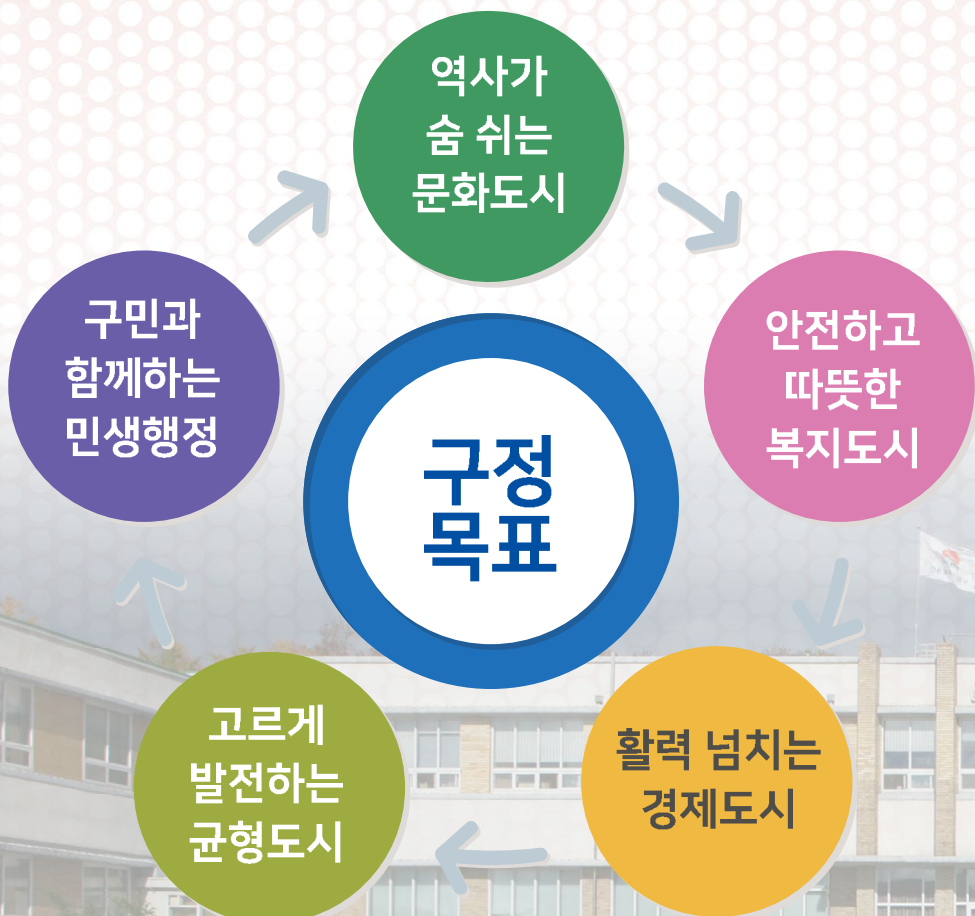 역사가
숨 쉬는
문화도시
안전하고
따뜻한
복지도시
활력 넘치는
경제도시
고르게
발전하는
균형도시
구민과
함께하는
민생행정
구정
목표